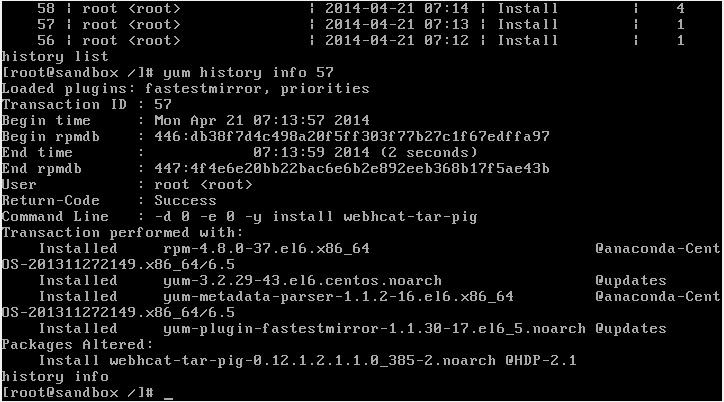 58 | root <root> | 2014-04-21 07:14 | Install | 4
57 | root <root> | 2014-04-21 07:13 | Install | 1
56 | root <root> | 2014-04-21 07:12 | Install | 1
history list
[root@sandbox /]# yum history info 57
Loaded plugins: fastestmirror, priorities
Transaction ID : 57
Begin time : Mon Apr 21 07:13:57 2014
Begin rpmdb : 446:db38f7d4c498a20f5ff303f77b27c1f67edffa97
End time : 07:13:59 2014 (2 seconds)
End rpmdb : 447:4f4e6e20bb22bac6e6b2e892eeb368b17f5ae43b
User : root <root>
Return-Code : Success
Command Line : -d 0 -e 0 -y install webhcat-tar-pig
Transaction performed with:
Installed rpm-4.8.0-37.el6.x86_64 @anaconda-Cent
OS-201311272149.x86_64/6.5
Installed yum-3.2.29-43.el6.centos.noarch @updates
Installed yum-metadata-parser-1.1.2-16.el6.x86_64 @anaconda-Cent
OS-201311272149.x86_64/6.5
Installed yum-plugin-fastestmirror-1.1.30-17.el6_5.noarch @updates
Packages Altered:
Install webhcat-tar-pig-0.12.1.2.1.1.0_385-2.noarch @HDP-2.1
history info
[root@sandbox /]# _